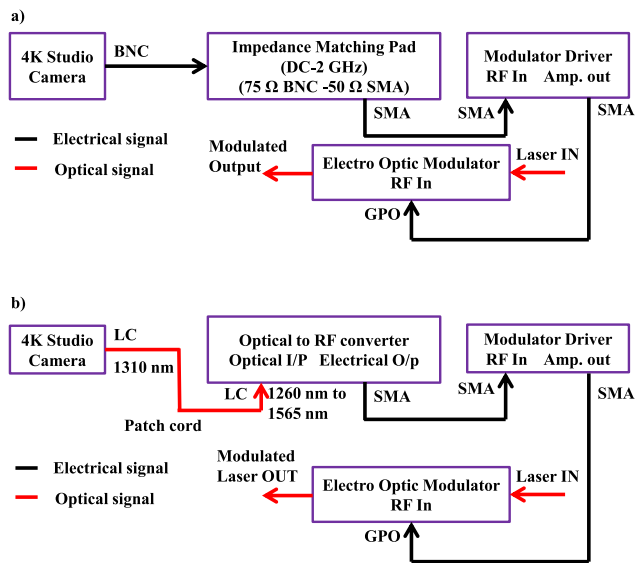 a)
4K Studio
Camera
BNC
Impedance Matching Pad
(DC-2 GHz)
(75 Ω BNC -50 Ω SMA)
Modulator Driver
RF In Amp. out
SMA
SMA
SMA
Electrical signal
Optical signal
Modulated
Output
Electro Optic Modulator
RF In
Laser IN
GPO
b)
4K Studio
Camera
LC
1310 nm
Patch cord
Optical to RF converter
Optical I/P Electrical O/p
LC
1260 nm to
1565 nm
SMA
SMA
Modulator Driver
RF In Amp. out
SMA
Electrical signal
Optical signal
Modulated
Laser OUT
Electro Optic Modulator
RF In
Laser IN
GPO